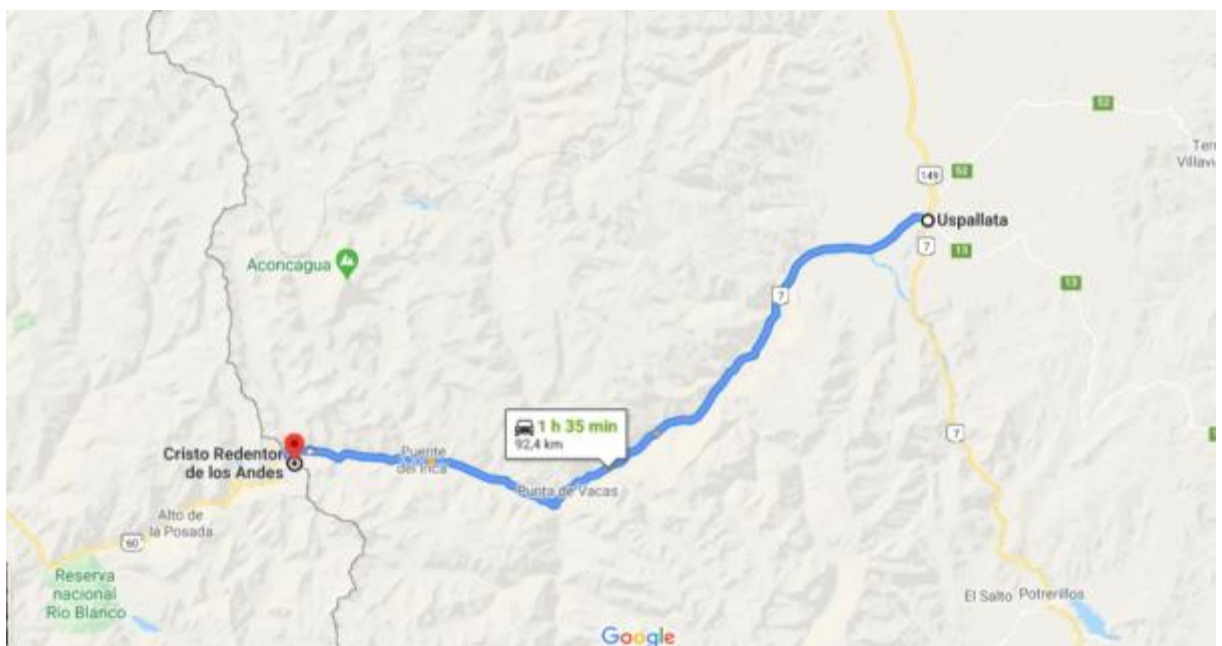 52
Ter
Villavi
52
149
Uspallata
7
13
Aconcagua
13
7
1 h 35 min
92,4 km
7
Cristo Redentor
de los Andes
Puente
del Inca
Punta de Vacas
Alto de
la Posada
60
Reserva
nacional
Río Blanco
El Salto
Potrerillos
Google